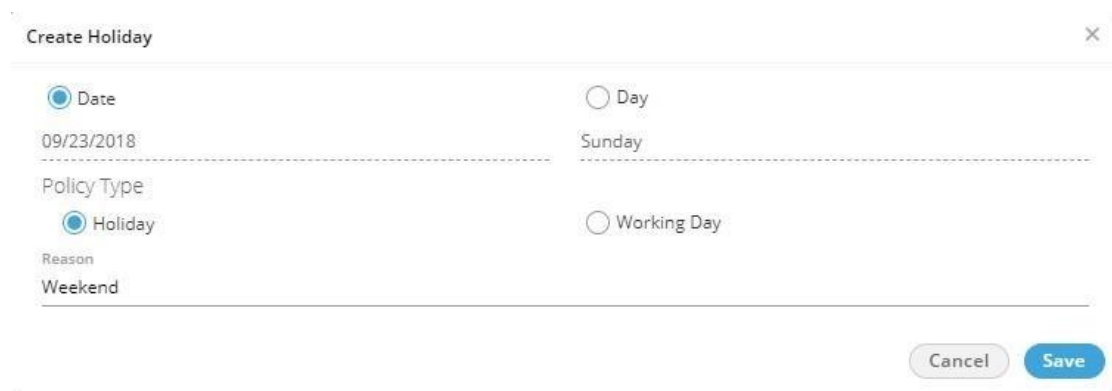 Create Holiday
Date Day
09/23/2018 Sunday
Policy Type
Holiday Working Day
Reason
Weekend
Cancel Save